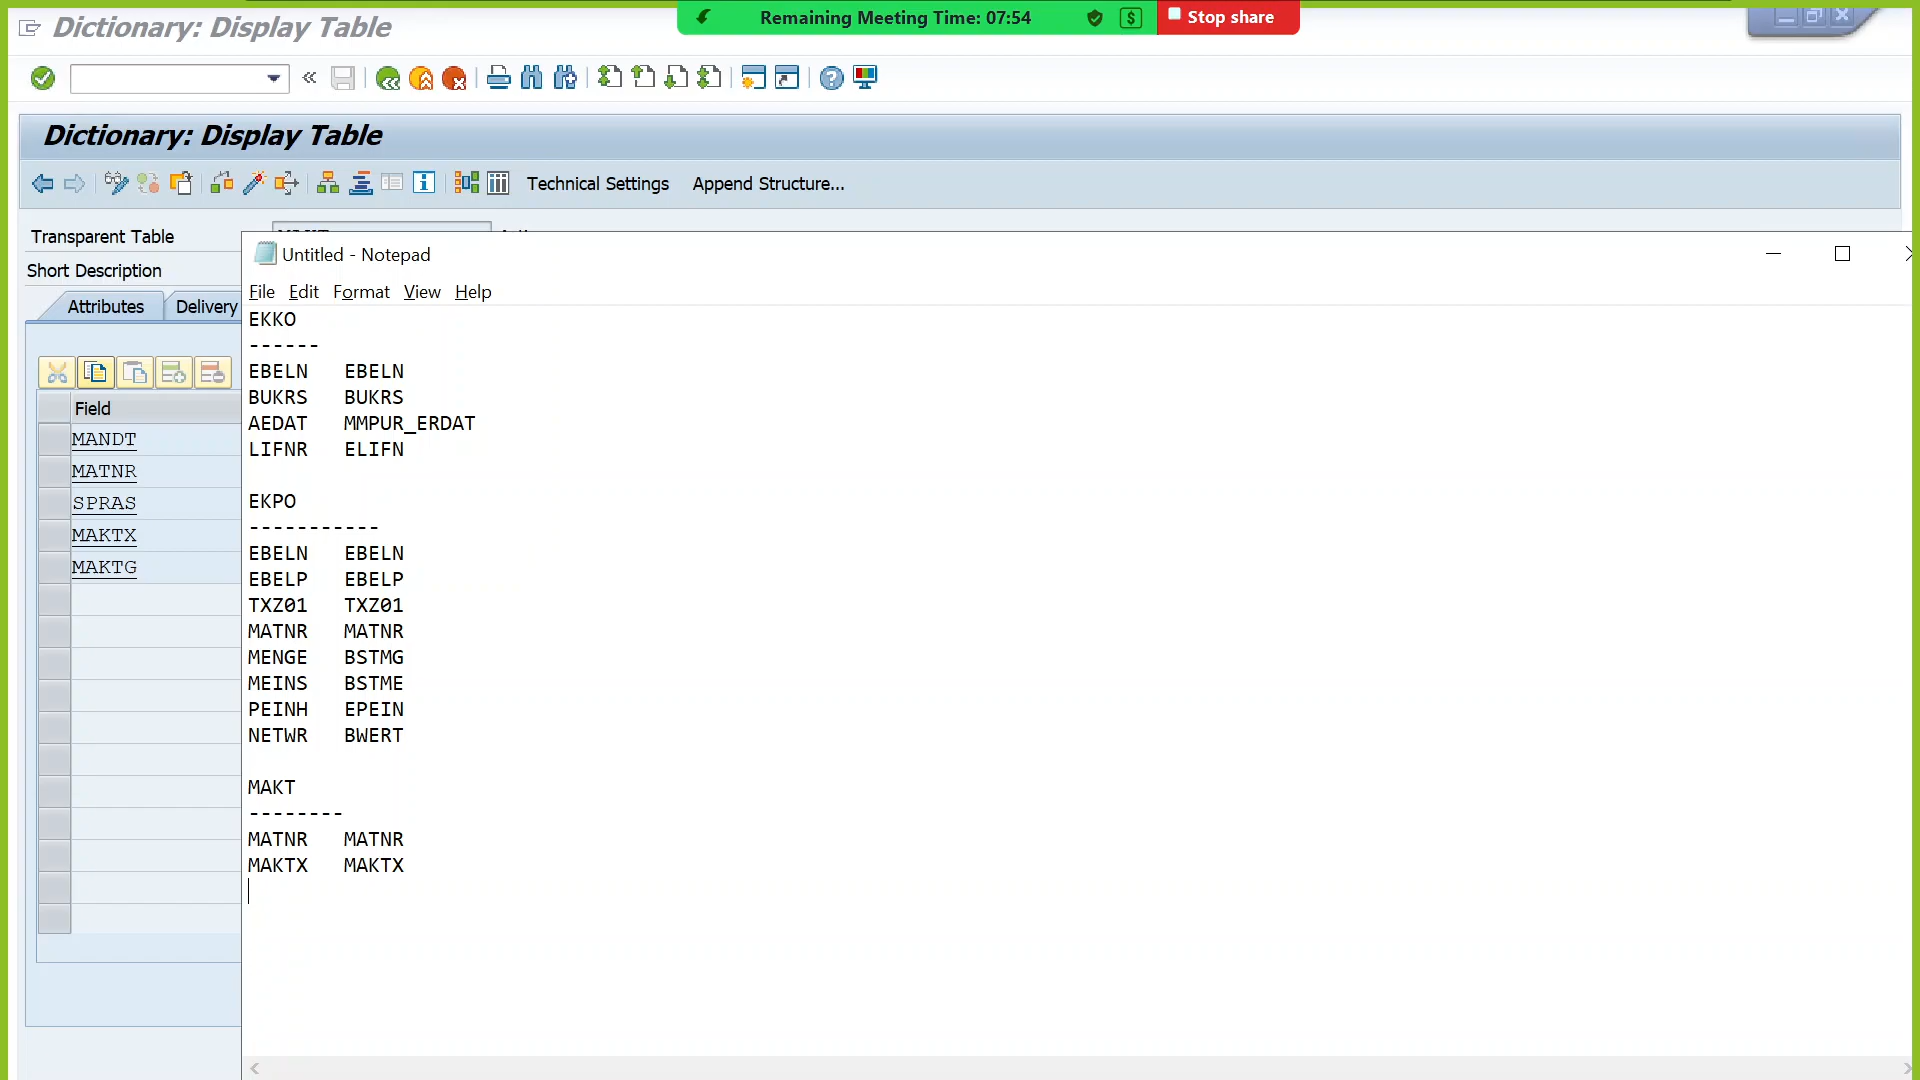 Dictionary: Display Table
Remaining Meeting Time: 07:54
Stop share
Dictionary: Display Table
Technical Settings
Append Structure...
Transparent Table
Short Description
Attributes
Delivery
Field
MANDT
MATNR
SPRAS
MAKTX
MAKTG
Untitled - Notepad
File Edit Format View Help
EKKO
------
EBELN EBELN
BUKRS BUKRS
AEDAT MMPUR_ERDAT
LIFNR ELIFN
EKPO
-----------
EBELN EBELN
EBELP EBELP
TXZ01 TXZ01
MATNR MATNR
MENGE BSTMG
MEINS BSTME
PEINH EPEIN
NETWR BWERT
MAKT
--------
MATNR MATNR
MAKTX MAKTX